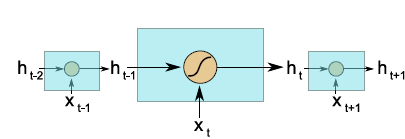 h t-2 h t-1 h t h t+1
x t-1 x t x t+1